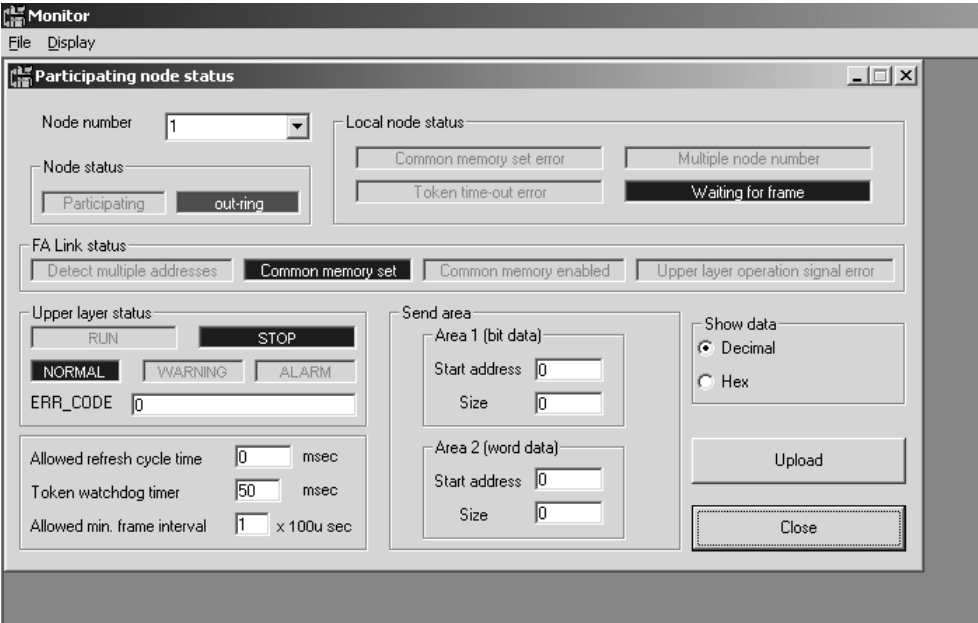 Monitor
File Display
Participating node status
Node number 1
Node status
Participating out-ring
Local node status
Common memory set error Multiple node number
Token time-out error Waiting for frame
FA Link status
Detect multiple addresses Common memory set Common memory enabled Upper layer operation signal error
Upper layer status
RUN STOP
NORMAL WARNING ALARM
ERR_CODE 0
Allowed refresh cycle time 0 msec
Token watchdog timer 50 msec
Allowed min. frame interval 1 x 100u sec
Send area
Area 1 (bit data)
Start address 0
Size 0
Area 2 (word data)
Start address 0
Size 0
Show data
Decimal
Hex
Upload
Close